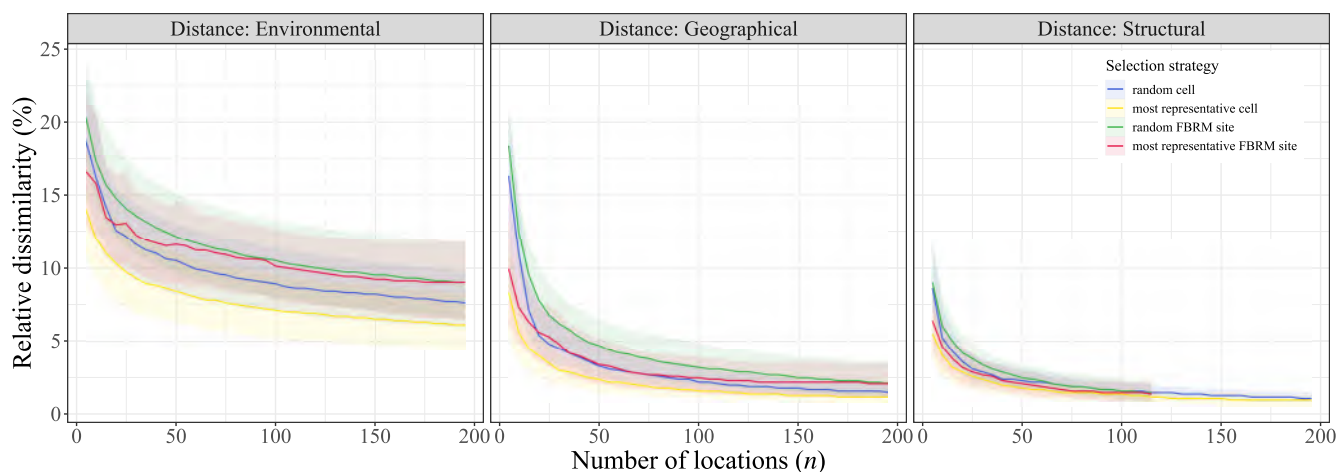 Distance: Environmental
Distance: Geographical
Distance: Structural
Relative dissimilarity (%)
25
20
15
10
5
0
Selection strategy
random cell
most representative cell
random FBRM site
most representative FBRM site
0 50 100 150 200
0 50 100 150 200
0 50 100 150 200
Number of locations (n)